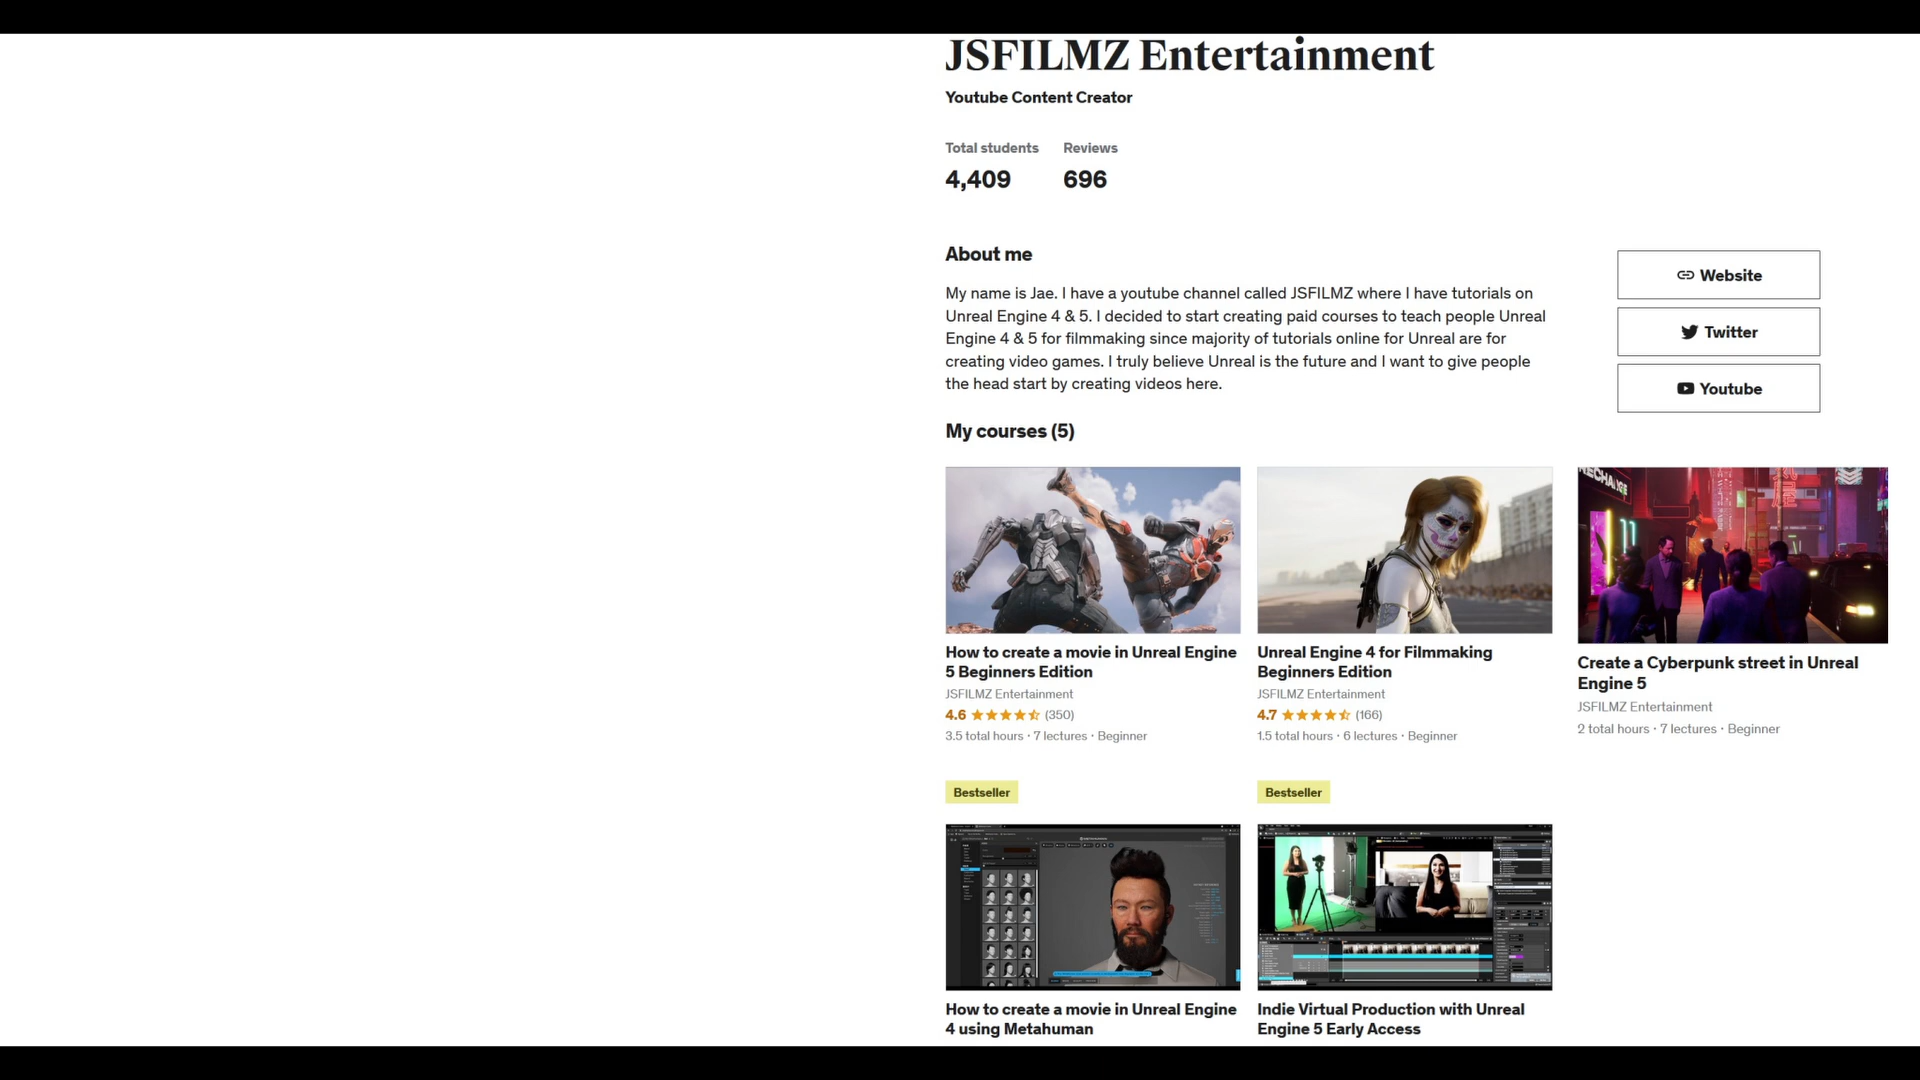 JSFILMZ Entertainment
Youtube Content Creator
Total students
Reviews
4,409
696
About me
My name is Jae. I have a youtube channel called JSFILMZ where I have tutorials on
Unreal Engine 4 & 5. I decided to start creating paid courses to teach people Unreal
Engine 4 & 5 for filmmaking since majority of tutorials online for Unreal are for
creating video games. I truly believe Unreal is the future and I want to give people
the head start by creating videos here.
Website
Twitter
Youtube
My courses (5)
How to create a movie in Unreal Engine
5 Beginners Edition
JSFILMZ Entertainment
4.6 (350)
3.5 total hours · 7 lectures · Beginner
Bestseller
Unreal Engine 4 for Filmmaking
Beginners Edition
JSFILMZ Entertainment
4.7 (166)
1.5 total hours · 6 lectures · Beginner
Bestseller
Create a Cyberpunk street in Unreal
Engine 5
JSFILMZ Entertainment
2 total hours · 7 lectures · Beginner
How to create a movie in Unreal Engine
4 using Metahuman
Indie Virtual Production with Unreal
Engine 5 Early Access